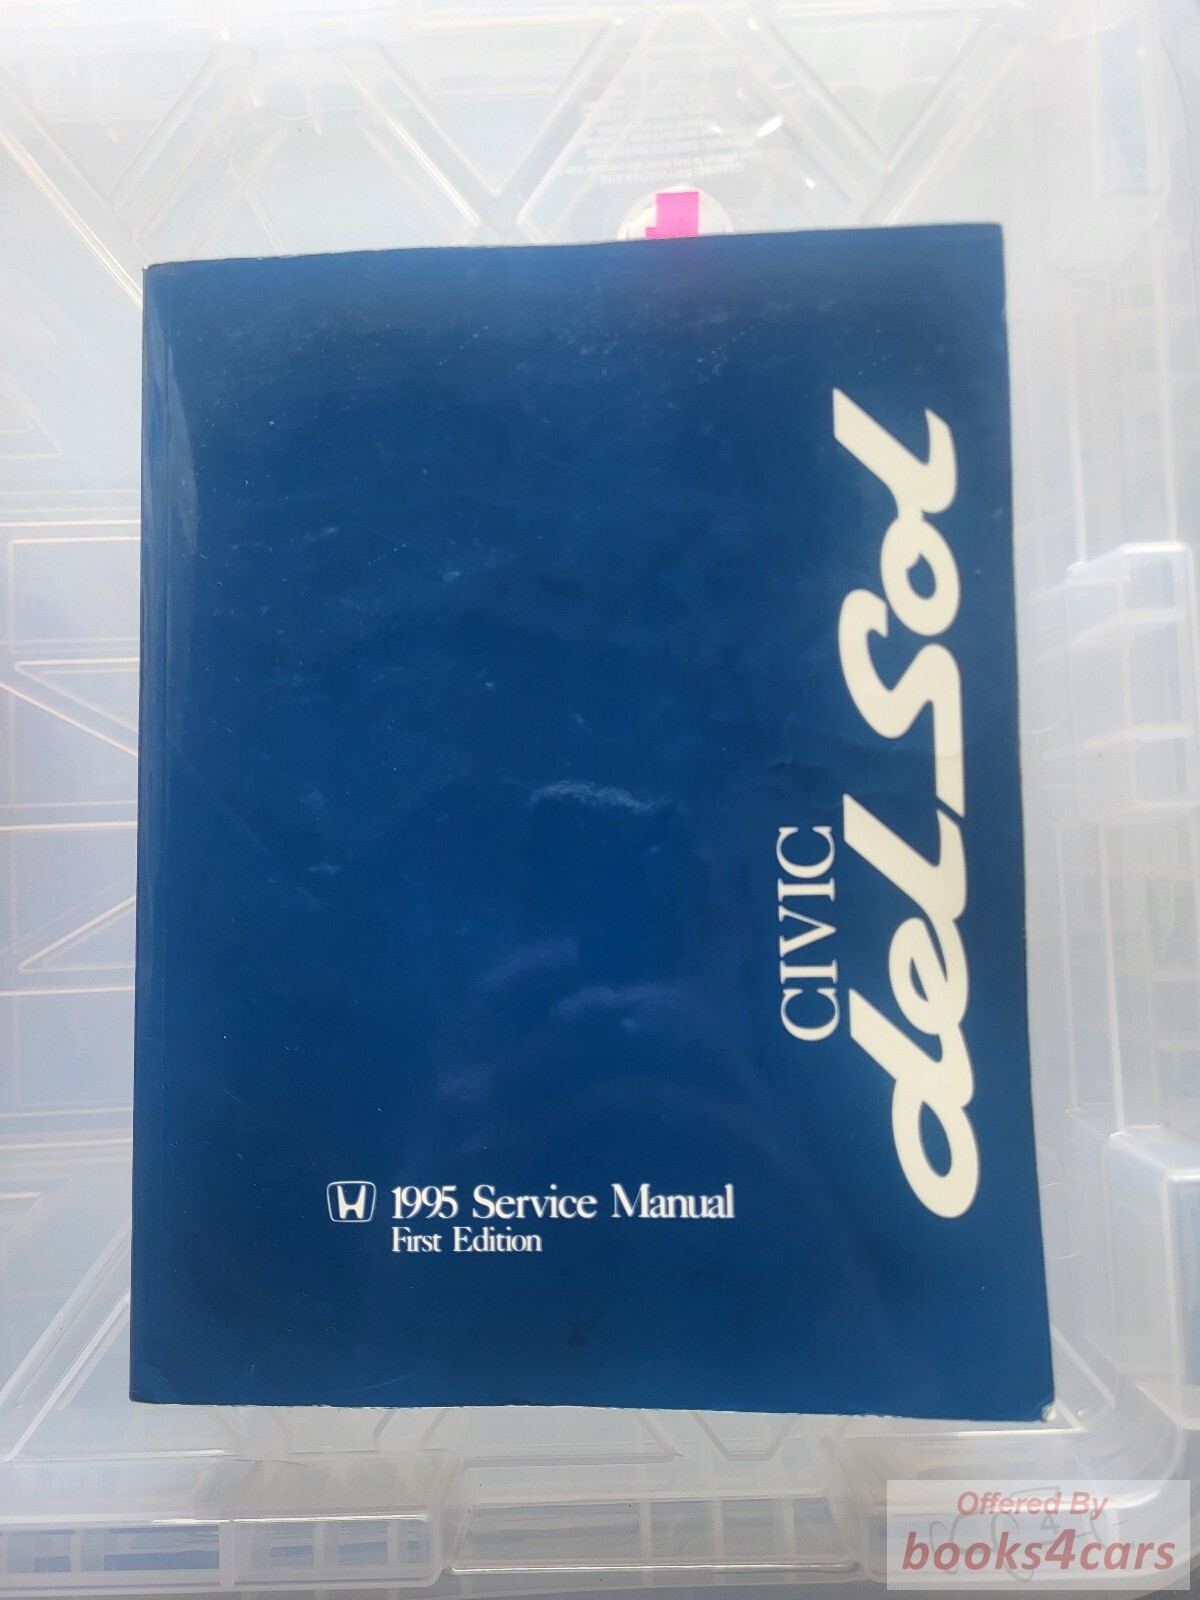 CIVIC
del Sol
1995 Service Manual
First Edition
Offered By
books4cars